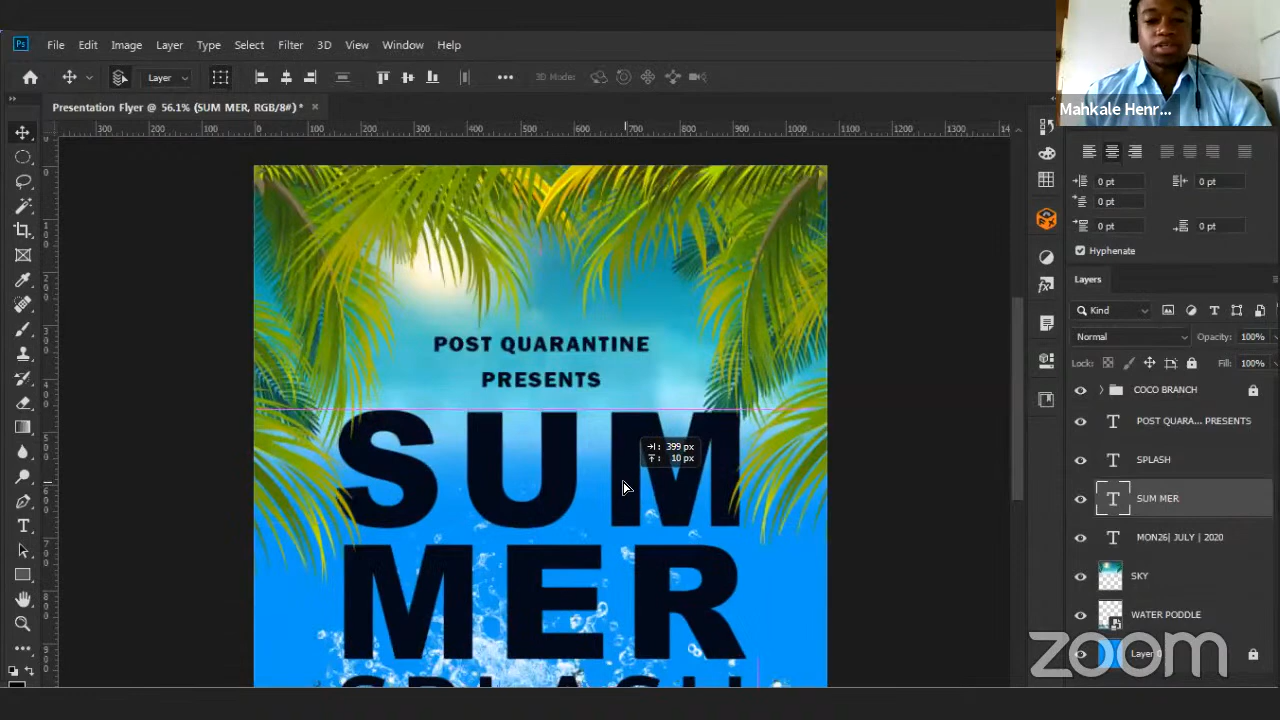 Ps File Edit Image Layer Type Select Filter 3D View Window Help
Layer 3D Mode:
Mahkale Henr...
Presentation Flyer @ 56.1% (SUM MER, RGB/8#) *
300 200 100 0 100 200 300 400 500 600 700 800 900 1000 1100 1200 1300 14
0 pt 0 pt
0 pt
0 pt 0 pt
Hyphenate
Layers
Kind
Normal Opacity: 100%
Lock: Fill: 100%
COCO BRANCH
POST QUARA... PRESENTS
SPLASH
SUM MER
MON26| JULY | 2020
SKY
WATER PODDLE
POST QUARANTINE
PRESENTS
SUM
399 px
10 px
MER
SPLASH
zoom